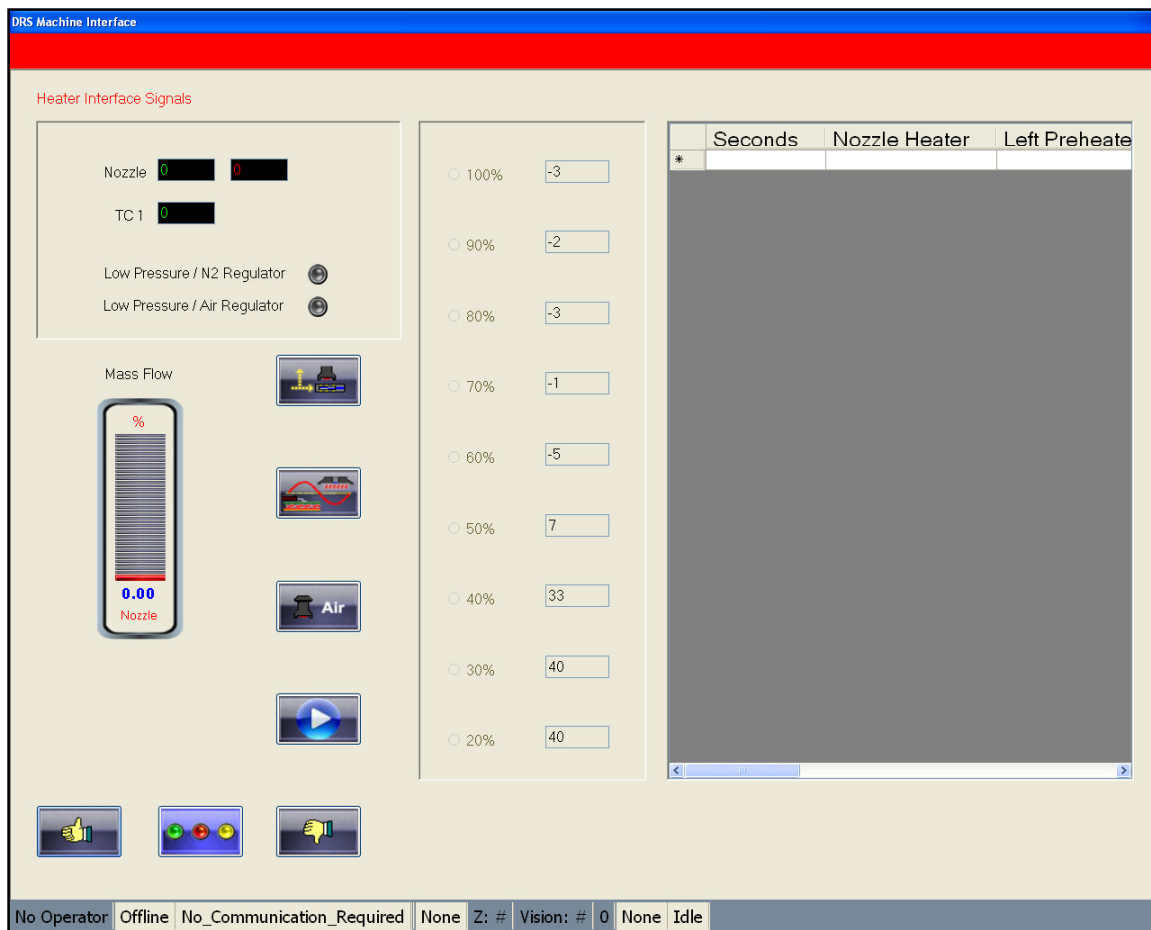 DRS Machine Interface
Heater Interface Signals
Nozzle 0 0
TC 1 0
Low Pressure / N2 Regulator
Low Pressure / Air Regulator
Mass Flow
%
0.00
Nozzle
Air
100% -3
90% -2
80% -3
70% -1
60% -5
50% 7
40% 33
30% 40
20% 40
Seconds Nozzle Heater Left Preheate
*
No Operator Offline No_Communication_Required None Z: # Vision: # 0 None Idle